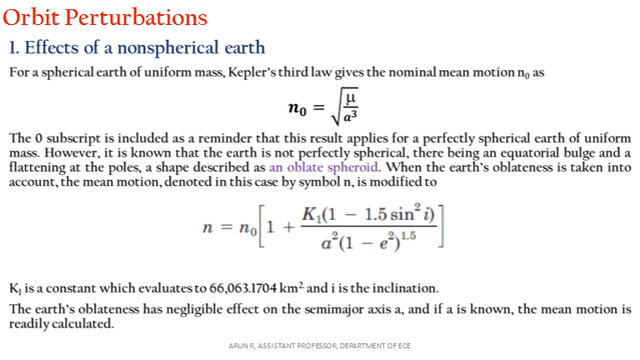 Orbit Perturbations
1. Effects of a nonspherical earth
For a spherical earth of uniform mass, Kepler's third law gives the nominal mean motion n₀ as
n₀ = √(μ/a³)
The 0 subscript is included as a reminder that this result applies for a perfectly spherical earth of uniform
mass. However, it is known that the earth is not perfectly spherical, there being an equatorial bulge and a
flattening at the poles, a shape described as an oblate spheroid. When the earth's oblateness is taken into
account, the mean motion, denoted in this case by symbol n, is modified to
n = n₀[1 + K₁(1 − 1.5 sin² i) / a²(1 − e²)^1.5]
K₁ is a constant which evaluates to 66,063.1704 km² and i is the inclination.
The earth's oblateness has negligible effect on the semimajor axis a, and if a is known, the mean motion is
readily calculated.
ARUN R, ASSISTANT PROFESSOR, DEPARTMENT OF ECE